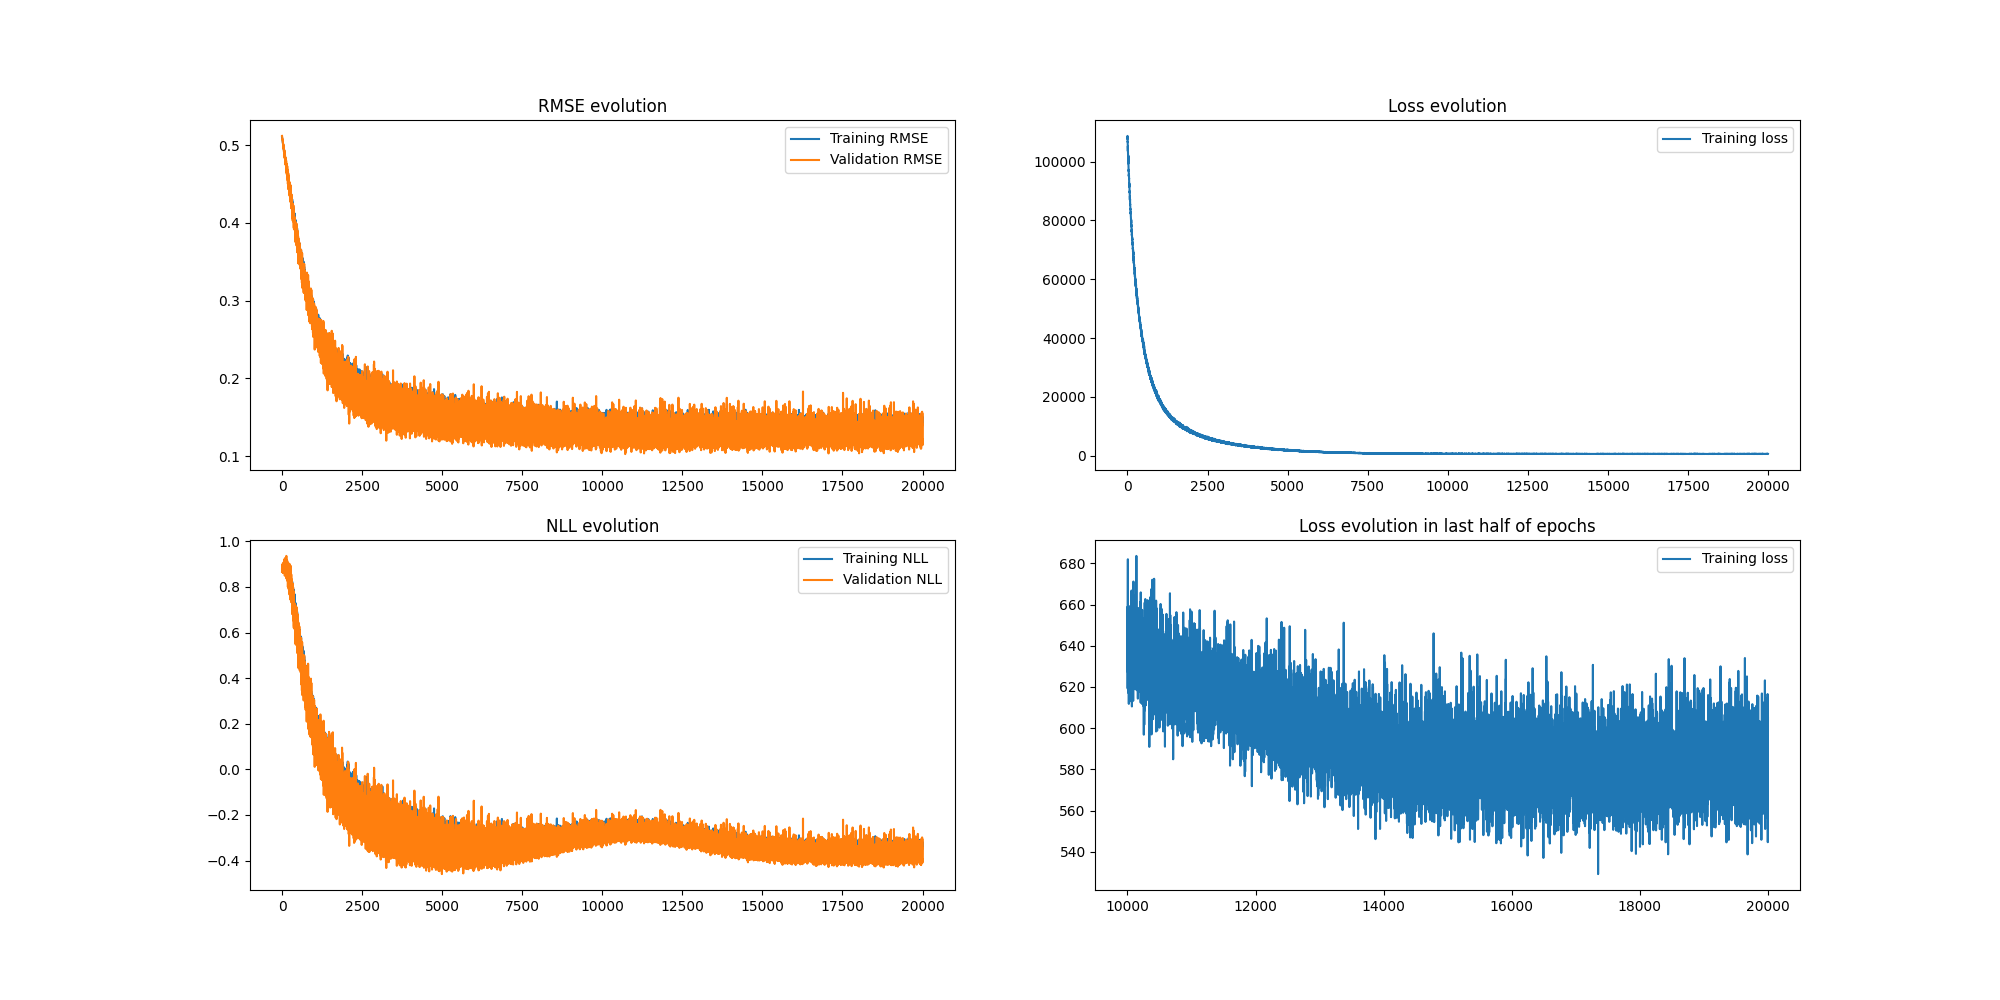 RMSE evolution
Training RMSE
Validation RMSE
0.5
0.4
0.3
0.2
0.1
0 2500 5000 7500 10000 12500 15000 17500 20000
Loss evolution
Training loss
100000
80000
60000
40000
20000
0
0 2500 5000 7500 10000 12500 15000 17500 20000
NLL evolution
Training NLL
Validation NLL
1.0
0.8
0.6
0.4
0.2
0.0
−0.2
−0.4
0 2500 5000 7500 10000 12500 15000 17500 20000
Loss evolution in last half of epochs
Training loss
680
660
640
620
600
580
560
540
10000 12000 14000 16000 18000 20000